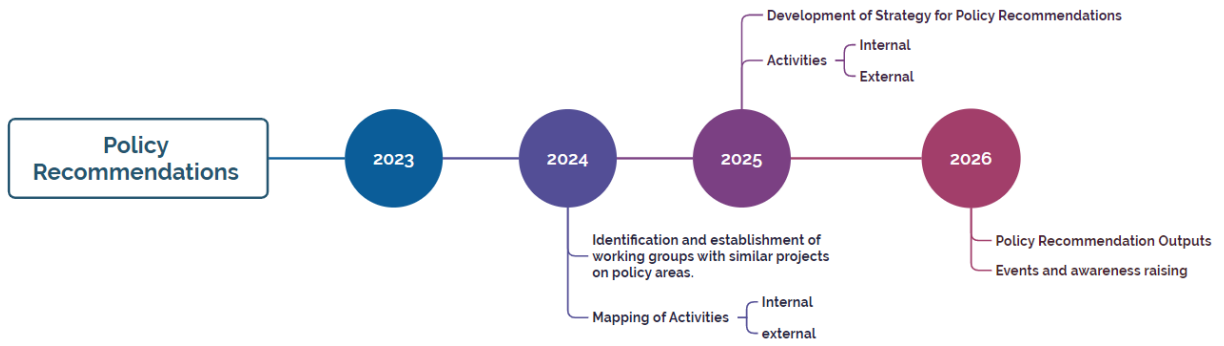 Policy
Recommendations
2023
2024
Identification and establishment of
working groups with similar projects
on policy areas.
Mapping of Activities
Internal
external
2025
Development of Strategy for Policy Recommendations
Activities
Internal
External
2026
Policy Recommendation Outputs
Events and awareness raising